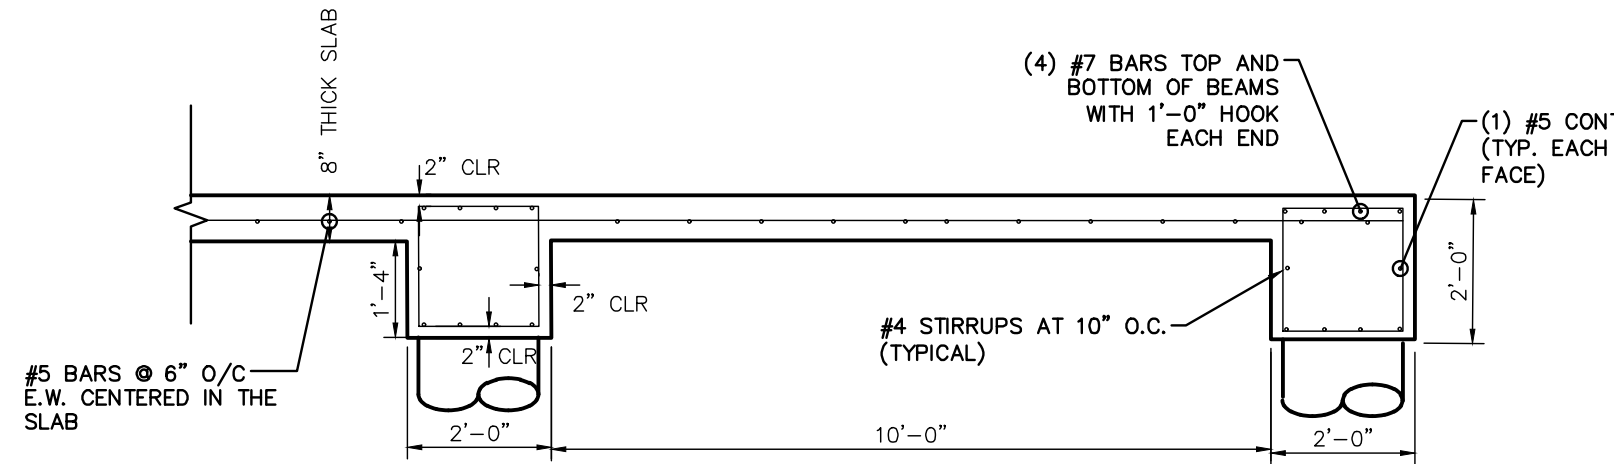 8” THICK SLAB
(4) #7 BARS TOP AND
BOTTOM OF BEAMS
WITH 1’-0” HOOK
EACH END
(1) #5
(TYP. EACH
FACE)
2” CLR
1’-4”
2” CLR
2” CLR
#4 STIRRUPS AT 10” O.C.
(TYPICAL)
2’-0”
#5 BARS @ 6” O/C
E.W. CENTERED IN THE
SLAB
2’-0”
10’-0”
2’-0”